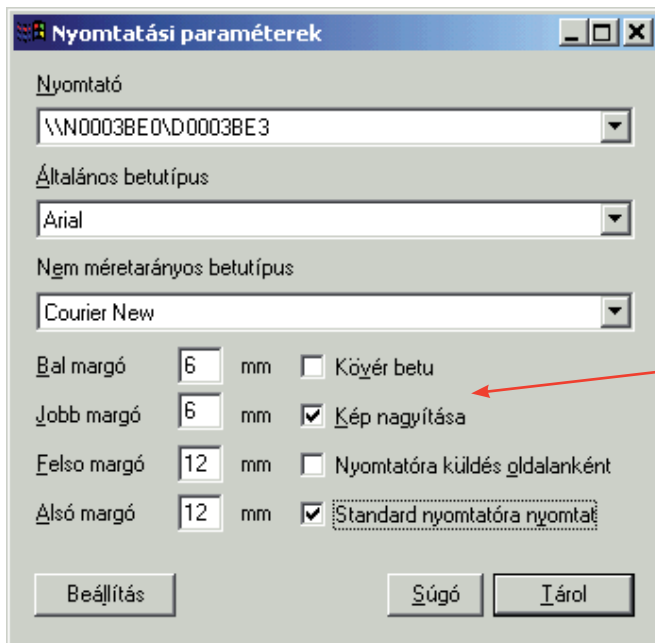 Nyomtatási paraméterek
Nyomtató
\\N0003BE0\D0003BE3
Általános betutípus
Arial
Nem méretarányos betutípus
Courier New
Bal margó 6 mm Kövér betu
Jobb margó 6 mm Kép nagyítása
Felso margó 12 mm Nyomtatóra küldés oldalanként
Alsó margó 12 mm Standard nyomtatóra nyomtat
Beállítás Súgó Tárol